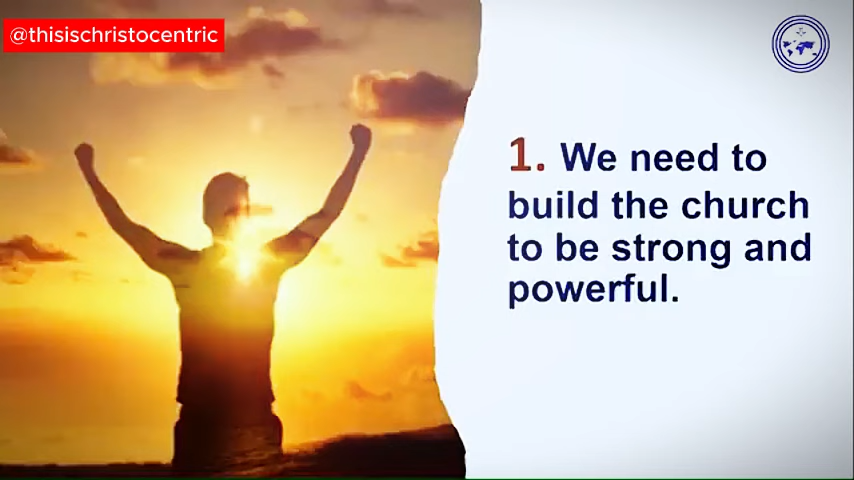 @thisischristocentric
1. We need to
build the church
to be strong and
powerful.